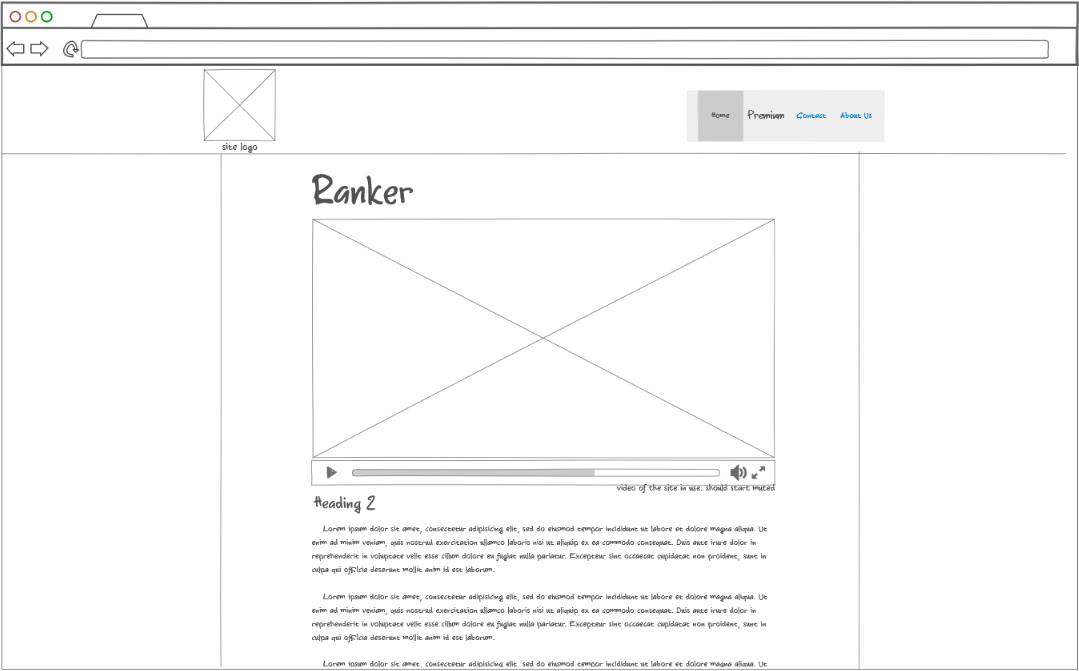 Home Premium Contact About Us
site logo
Ranker
video of the site in use. should start muted
Heading 2
Lorem ipsum dolor sit amet, consectetur adipisicing elit, sed do eiusmod tempor incididunt ut labore et dolore magna aliqua. Ut
enim ad minim veniam, quis nostrud exercitation ullamco laboris nisi ut aliquip ex ea commodo consequat. Duis aute irure dolor in
reprehenderit in voluptate velit esse cillum dolore eu fugiat nulla pariatur. Excepteur sint occaecat cupidatat non proident, sunt in
culpa qui officia deserunt mollit anim id est laborum.
Lorem ipsum dolor sit amet, consectetur adipisicing elit, sed do eiusmod tempor incididunt ut labore et dolore magna aliqua. Ut
enim ad minim veniam, quis nostrud exercitation ullamco laboris nisi ut aliquip ex ea commodo consequat. Duis aute irure dolor in
reprehenderit in voluptate velit esse cillum dolore eu fugiat nulla pariatur. Excepteur sint occaecat cupidatat non proident, sunt in
culpa qui officia deserunt mollit anim id est laborum.
Lorem ipsum dolor sit amet, consectetur adipisicing elit, sed do eiusmod tempor incididunt ut labore et dolore magna aliqua. Ut